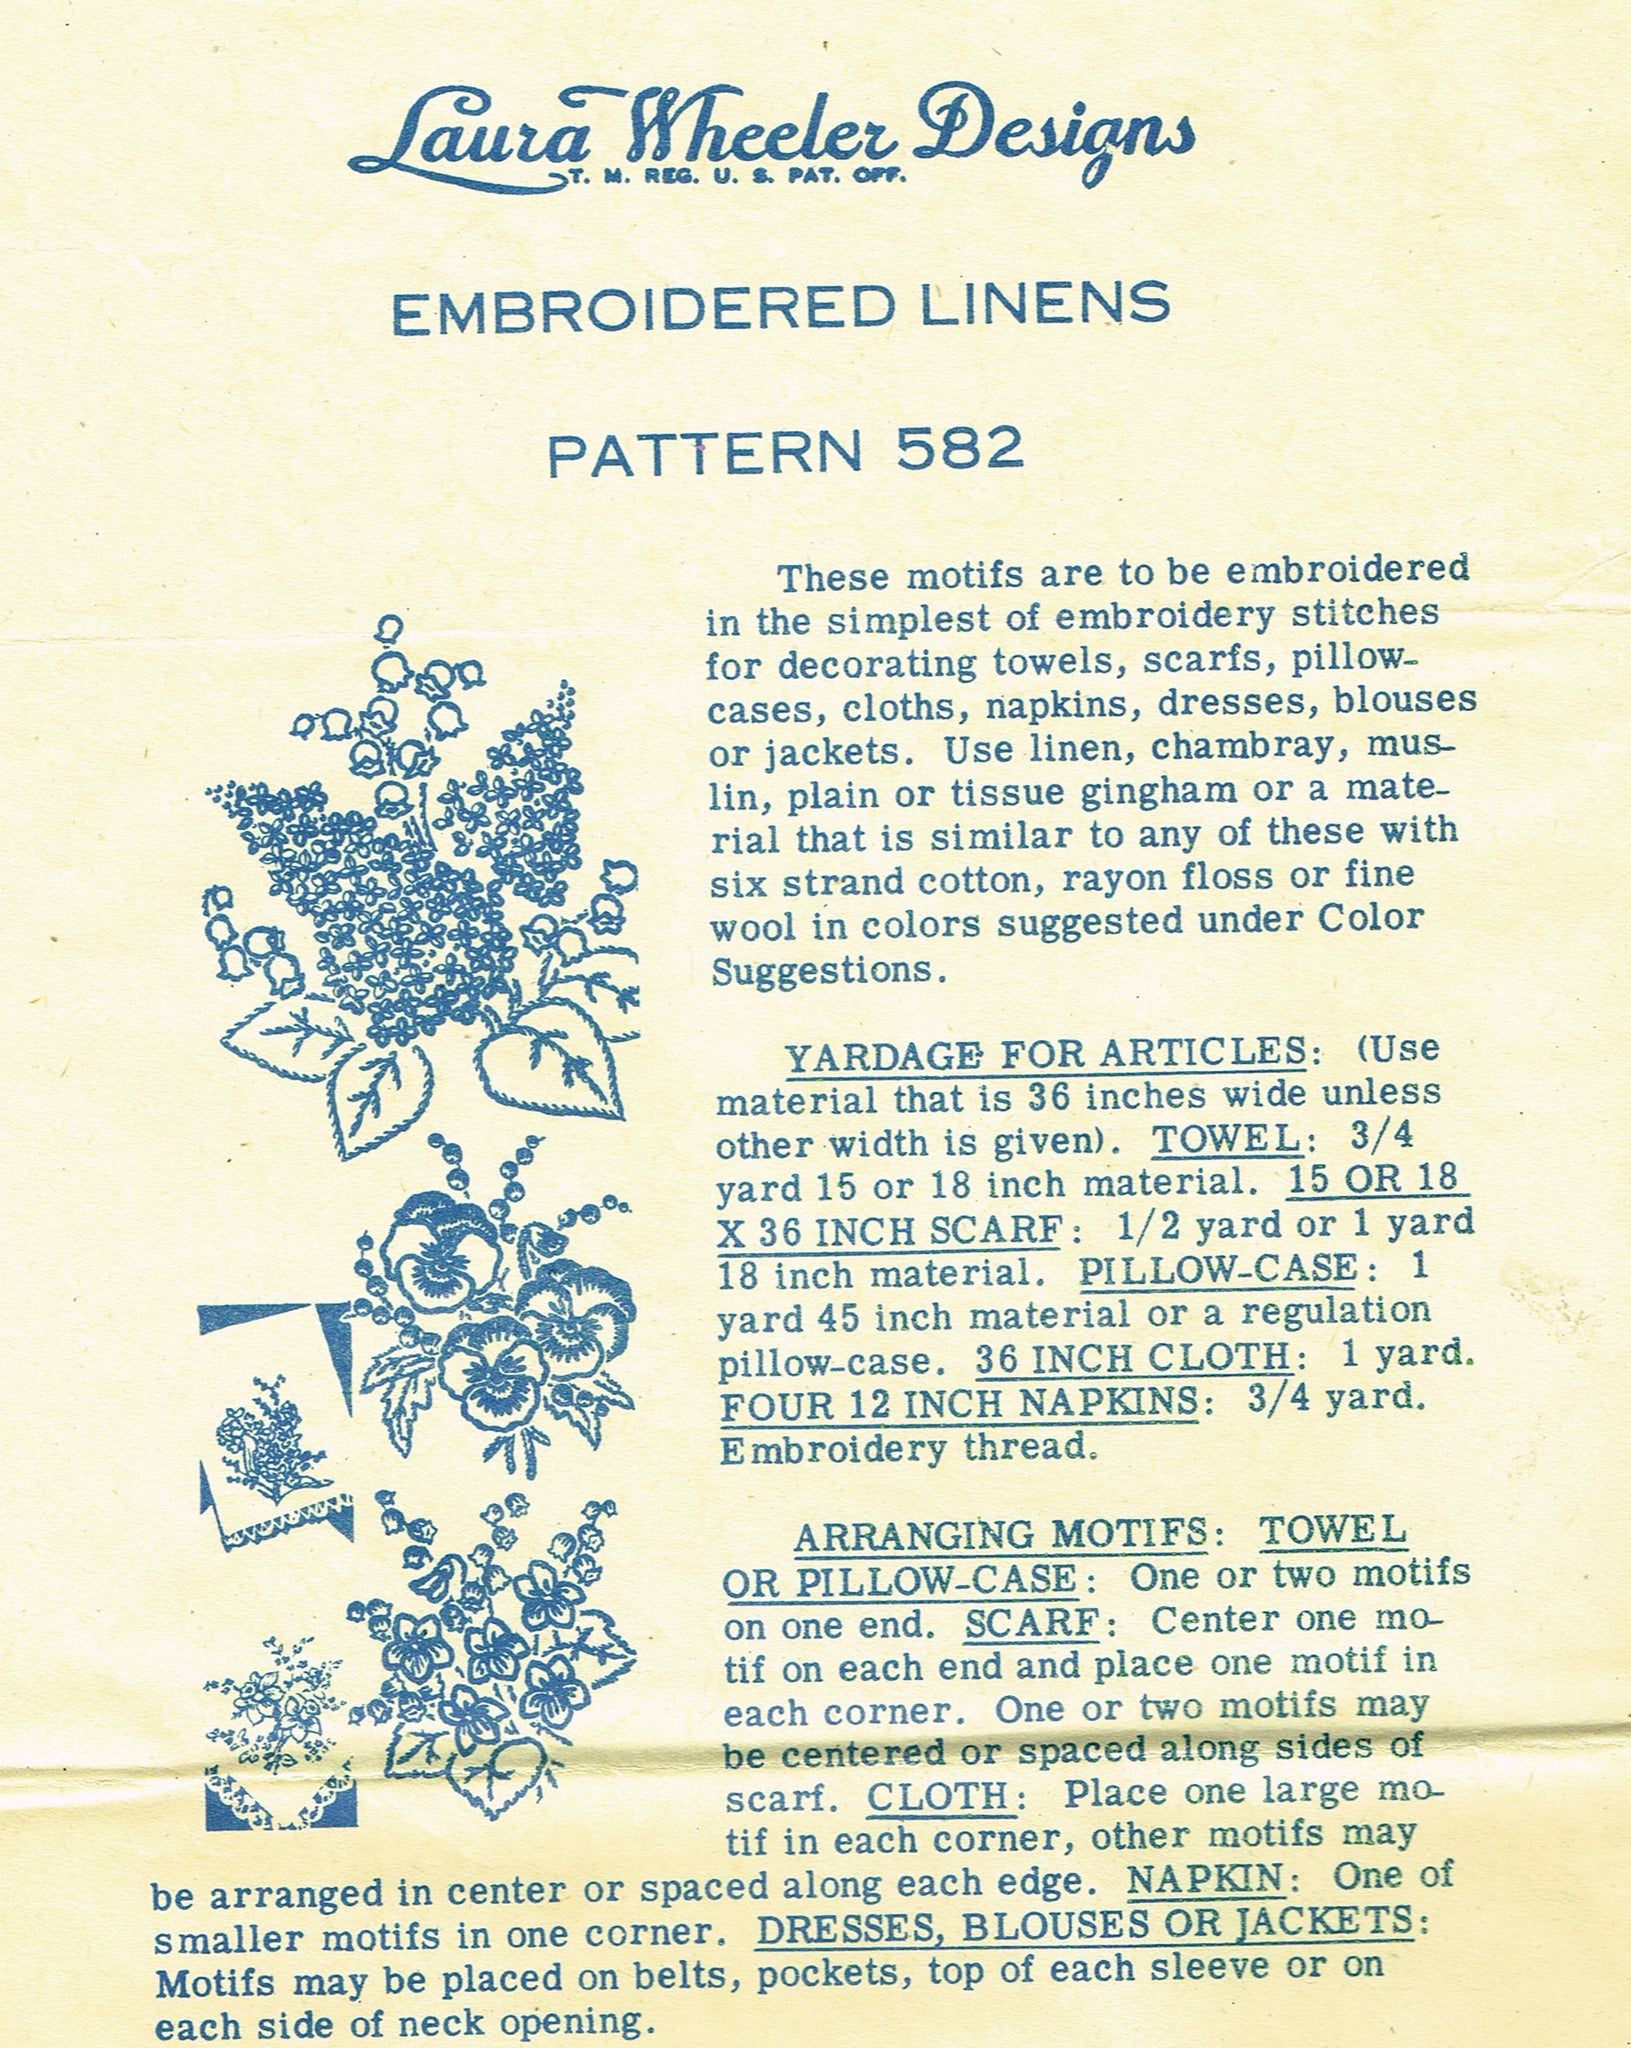 Laura Wheeler Designs
T. M. REG. U. S. PAT. OFF.
EMBROIDERED LINENS
PATTERN 582
These motifs are to be embroidered
in the simplest of embroidery stitches
for decorating towels, scarfs, pillow-
cases, cloths, napkins, dresses, blouses
or jackets. Use linen, chambray, mus-
lin, plain or tissue gingham or a mate-
rial that is similar to any of these with
six strand cotton, rayon floss or fine
wool in colors suggested under Color
Suggestions.
YARDAGE FOR ARTICLES: (Use
material that is 36 inches wide unless
other width is given). TOWEL: 3/4
yard 15 or 18 inch material. 15 OR 18
X 36 INCH SCARF: 1/2 yard or 1 yard
18 inch material. PILLOW-CASE: 1
yard 45 inch material or a regulation
pillow-case. 36 INCH CLOTH: 1 yard.
FOUR 12 INCH NAPKINS: 3/4 yard.
Embroidery thread.
ARRANGING MOTIFS: TOWEL
OR PILLOW-CASE: One or two motifs
on one end. SCARF: Center one mo-
tif on each end and place one motif in
each corner. One or two motifs may
be centered or spaced along sides of
scarf. CLOTH: Place one large mo-
tif in each corner, other motifs may
be arranged in center or spaced along each edge. NAPKIN: One of
smaller motifs in one corner. DRESSES, BLOUSES OR JACKETS:
Motifs may be placed on belts, pockets, top of each sleeve or on
each side of neck opening.